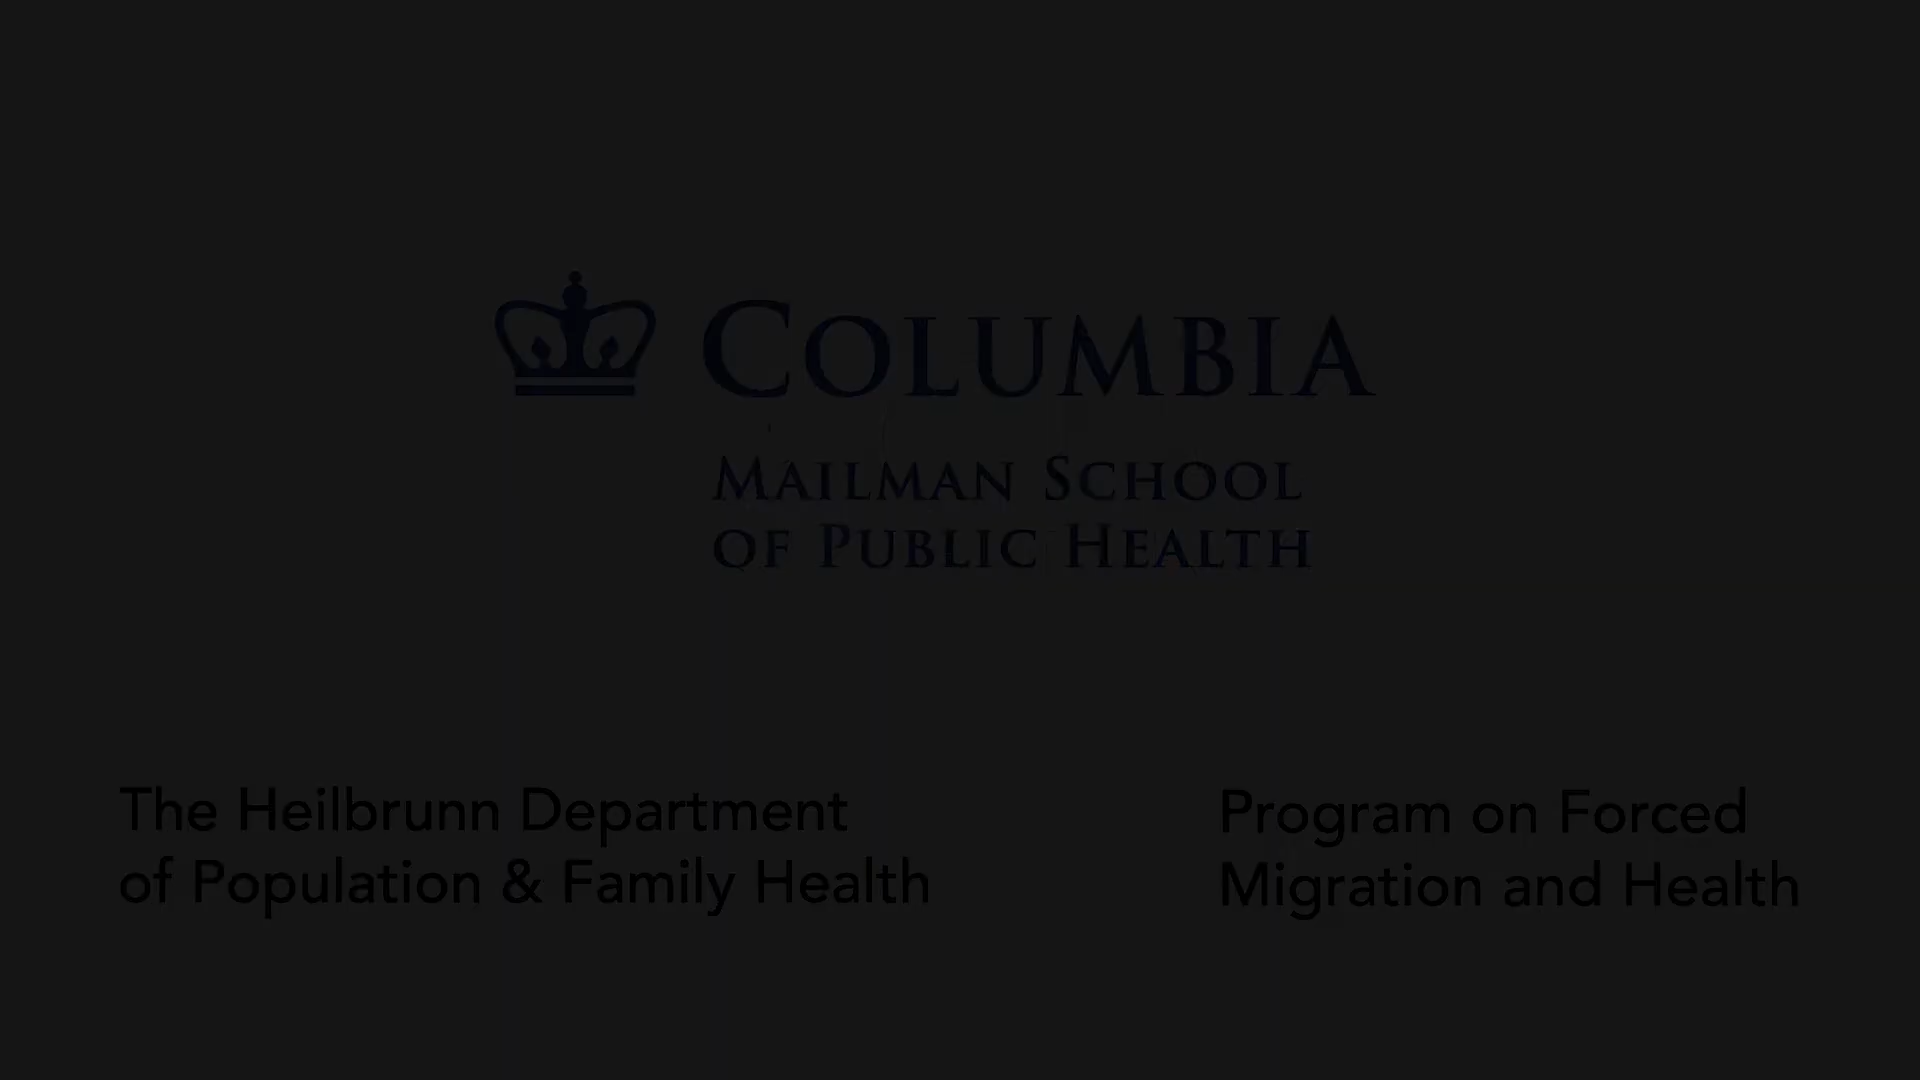 COLUMBIA
MAILMAN SCHOOL
OF PUBLIC HEALTH
The Heilbrunn Department
of Population & Family Health
Program on Forced
Migration and Health